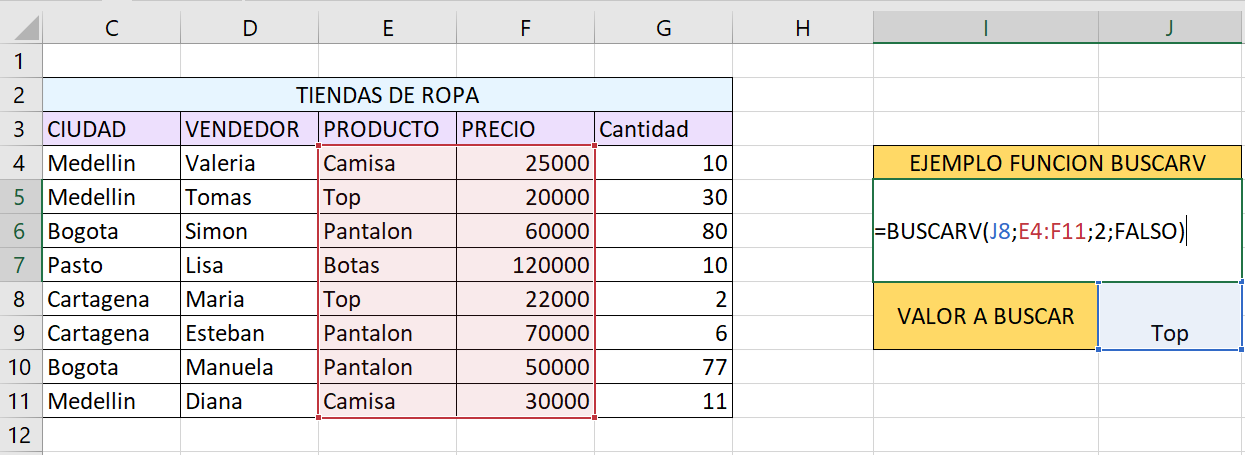 C D E F G H I J
1
2 TIENDAS DE ROPA
3 CIUDAD VENDEDOR PRODUCTO PRECIO Cantidad
4 Medellin Valeria Camisa 25000 10 EJEMPLO FUNCION BUSCARV
5 Medellin Tomas Top 20000 30
6 Bogota Simon Pantalon 60000 80 =BUSCARV(J8;E4:F11;2;FALSO)
7 Pasto Lisa Botas 120000 10
8 Cartagena Maria Top 22000 2 VALOR A BUSCAR
9 Cartagena Esteban Pantalon 70000 6 Top
10 Bogota Manuela Pantalon 50000 77
11 Medellin Diana Camisa 30000 11
12